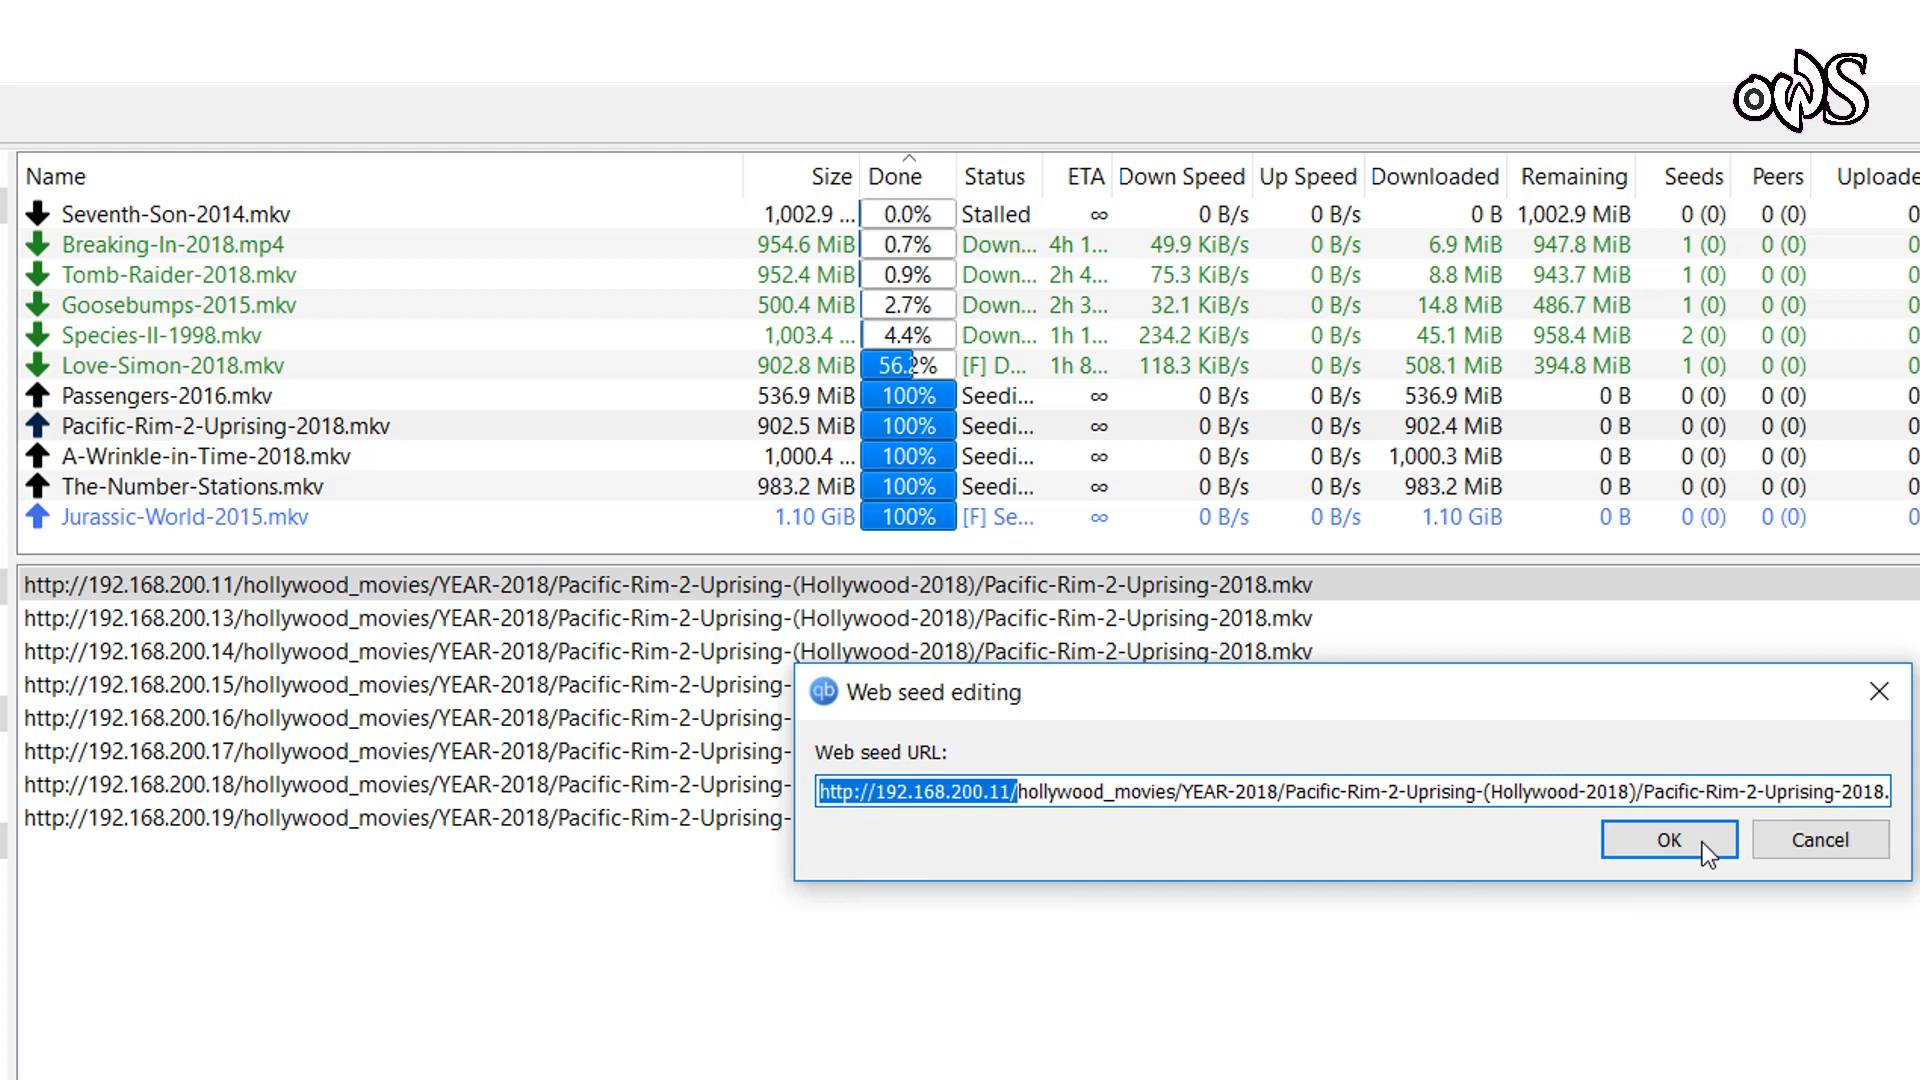 oWS
Name Size Done Status ETA Down Speed Up Speed Downloaded Remaining Seeds Peers Uploade
Seventh-Son-2014.mkv 1,002.9 ... 0.0% Stalled ∞ 0 B/s 0 B/s 0 B 1,002.9 MiB 0 (0) 0 (0) 0
Breaking-In-2018.mp4 954.6 MiB 0.7% Down... 4h 1... 49.9 KiB/s 0 B/s 6.9 MiB 947.8 MiB 1 (0) 0 (0) 0
Tomb-Raider-2018.mkv 952.4 MiB 0.9% Down... 2h 4... 75.3 KiB/s 0 B/s 8.8 MiB 943.7 MiB 1 (0) 0 (0) 0
Goosebumps-2015.mkv 500.4 MiB 2.7% Down... 2h 3... 32.1 KiB/s 0 B/s 14.8 MiB 486.7 MiB 1 (0) 0 (0) 0
Species-II-1998.mkv 1,003.4 ... 4.4% Down... 1h 1... 234.2 KiB/s 0 B/s 45.1 MiB 958.4 MiB 2 (0) 0 (0) 0
Love-Simon-2018.mkv 902.8 MiB 56.2% [F] D... 1h 8... 118.3 KiB/s 0 B/s 508.1 MiB 394.8 MiB 1 (0) 0 (0) 0
Passengers-2016.mkv 536.9 MiB 100% Seedi... ∞ 0 B/s 0 B/s 536.9 MiB 0 B 0 (0) 0 (0) 0
Pacific-Rim-2-Uprising-2018.mkv 902.5 MiB 100% Seedi... ∞ 0 B/s 0 B/s 902.4 MiB 0 B 0 (0) 0 (0) 0
A-Wrinkle-in-Time-2018.mkv 1,000.4 ... 100% Seedi... ∞ 0 B/s 0 B/s 1,000.3 MiB 0 B 0 (0) 0 (0) 0
The-Number-Stations.mkv 983.2 MiB 100% Seedi... ∞ 0 B/s 0 B/s 983.2 MiB 0 B 0 (0) 0 (0) 0
Jurassic-World-2015.mkv 1.10 GiB 100% [F] Se... ∞ 0 B/s 0 B/s 1.10 GiB 0 B 0 (0) 0 (0) 0
http://192.168.200.11/hollywood_movies/YEAR-2018/Pacific-Rim-2-Uprising-(Hollywood-2018)/Pacific-Rim-2-Uprising-2018.mkv
http://192.168.200.13/hollywood_movies/YEAR-2018/Pacific-Rim-2-Uprising-(Hollywood-2018)/Pacific-Rim-2-Uprising-2018.mkv
http://192.168.200.14/hollywood_movies/YEAR-2018/Pacific-Rim-2-Uprising-(Hollywood-2018)/Pacific-Rim-2-Uprising-2018.mkv
http://192.168.200.15/hollywood_movies/YEAR-2018/Pacific-Rim-2-Uprising-
http://192.168.200.16/hollywood_movies/YEAR-2018/Pacific-Rim-2-Uprising-
http://192.168.200.17/hollywood_movies/YEAR-2018/Pacific-Rim-2-Uprising-
http://192.168.200.18/hollywood_movies/YEAR-2018/Pacific-Rim-2-Uprising-
http://192.168.200.19/hollywood_movies/YEAR-2018/Pacific-Rim-2-Uprising-
qb Web seed editing
Web seed URL:
http://192.168.200.11/hollywood_movies/YEAR-2018/Pacific-Rim-2-Uprising-(Hollywood-2018)/Pacific-Rim-2-Uprising-2018.
OK Cancel